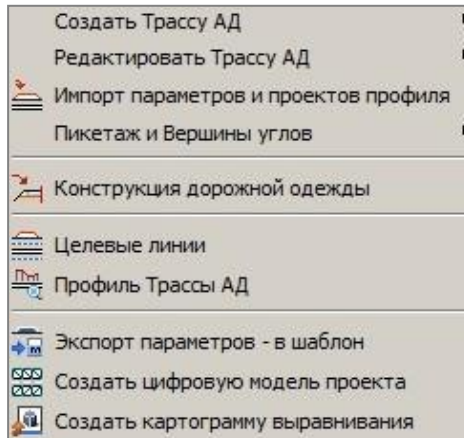 Создать Трассу АД
Редактировать Трассу АД
Импорт параметров и проектов профиля
Пикетаж и Вершины углов
Конструкция дорожной одежды
Целевые линии
Профиль Трассы АД
Экспорт параметров - в шаблон
Создать цифровую модель проекта
Создать картограмму выравнивания